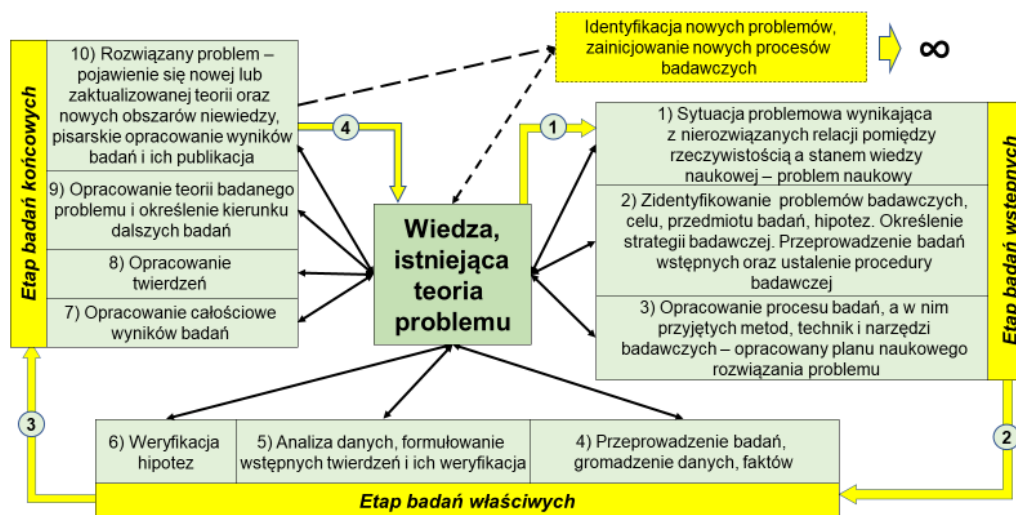 Identyfikacja nowych problemów,
zainicjowanie nowych procesów
badawczych
∞
Etap badań końcowych
10) Rozwiązany problem –
pojawienie się nowej lub
zaktualizowanej teorii oraz
nowych obszarów niewiedzy,
pisarskie opracowanie wyników
badań i ich publikacja
9) Opracowanie teorii badanego
problemu i określenie kierunku
dalszych badań
8) Opracowanie
twierdzeń
7) Opracowanie całościowe
wyników badań
4
1
Wiedza,
istniejąca
teoria
problemu
1) Sytuacja problemowa wynikająca
z nierozwiązanych relacji pomiędzy
rzeczywistością a stanem wiedzy
naukowej – problem naukowy
2) Zidentyfikowanie problemów badawczych,
celu, przedmiotu badań, hipotez. Określenie
strategii badawczej. Przeprowadzenie badań
wstępnych oraz ustalenie procedury
badawczej
3) Opracowanie procesu badań, a w nim
przyjętych metod, technik i narzędzi
badawczych – opracowany planu naukowego
rozwiązania problemu
Etap badań wstępnych
3
2
6) Weryfikacja
hipotez
5) Analiza danych, formułowanie
wstępnych twierdzeń i ich weryfikacja
4) Przeprowadzenie badań,
gromadzenie danych, faktów
Etap badań właściwych